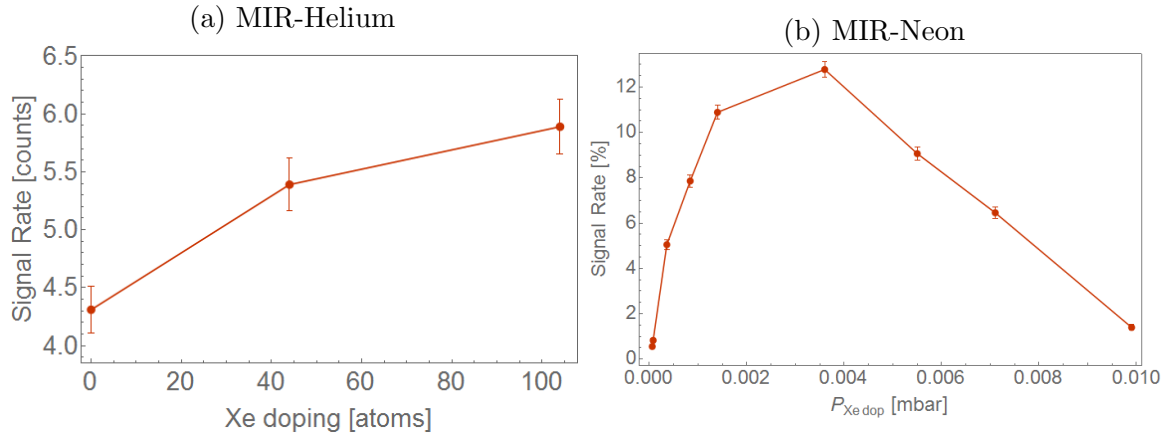 (a) MIR-Helium
Signal Rate [counts]
6.5
6.0
5.5
5.0
4.5
4.0
0 20 40 60 80 100
Xe doping [atoms]
(b) MIR-Neon
Signal Rate [%]
12
10
8
6
4
2
0
0.000 0.002 0.004 0.006 0.008 0.010
P Xe dop [mbar]